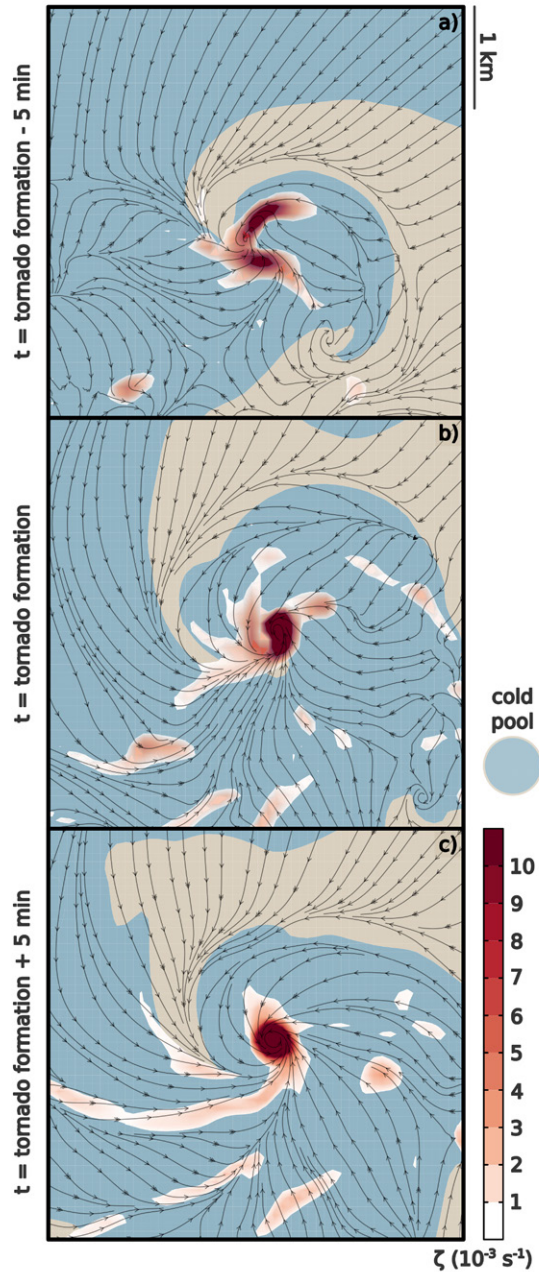 a)
1 km
t = tornado formation - 5 min
b)
t = tornado formation
cold
pool
c)
t = tornado formation + 5 min
10
9
8
7
6
5
4
3
2
1
ζ (10⁻³ s⁻¹)